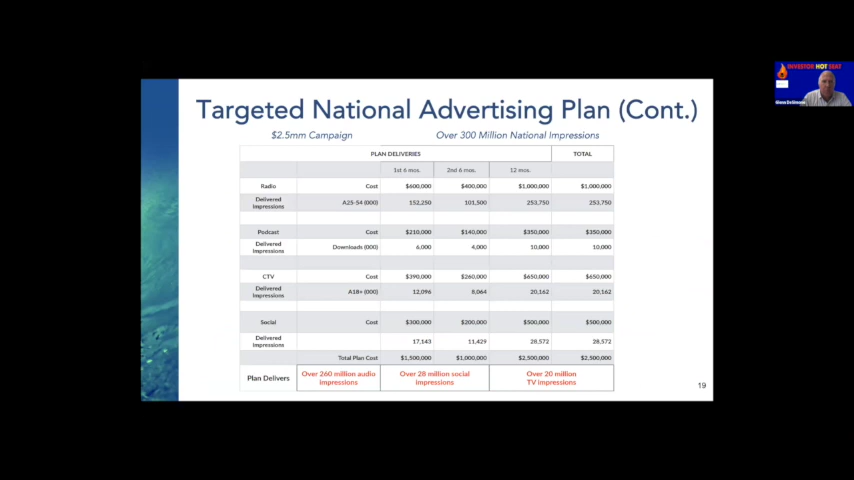 INVESTOR HOT SEAT
Targeted National Advertising Plan (Cont.)
$2.5mm Campaign Over 300 Million National Impressions
PLAN DELIVERIES TOTAL
1st 6 mos. 2nd 6 mos. 12 mos.
Radio Cost $600,000 $400,000 $1,000,000 $1,000,000
Delivered Impressions A25-54 (000) 152,250 101,500 253,750 253,750
Podcast Cost $210,000 $140,000 $350,000 $350,000
Delivered Impressions Downloads (000) 6,000 4,000 10,000 10,000
CTV Cost $390,000 $260,000 $650,000 $650,000
Delivered Impressions A18+ (000) 12,096 8,064 20,162 20,162
Social Cost $300,000 $200,000 $500,000 $500,000
Delivered Impressions 17,143 11,429 28,572 28,572
Total Plan Cost $1,500,000 $1,000,000 $2,500,000 $2,500,000
Plan Delivers Over 260 million audio impressions Over 28 million social impressions Over 20 million TV impressions
19